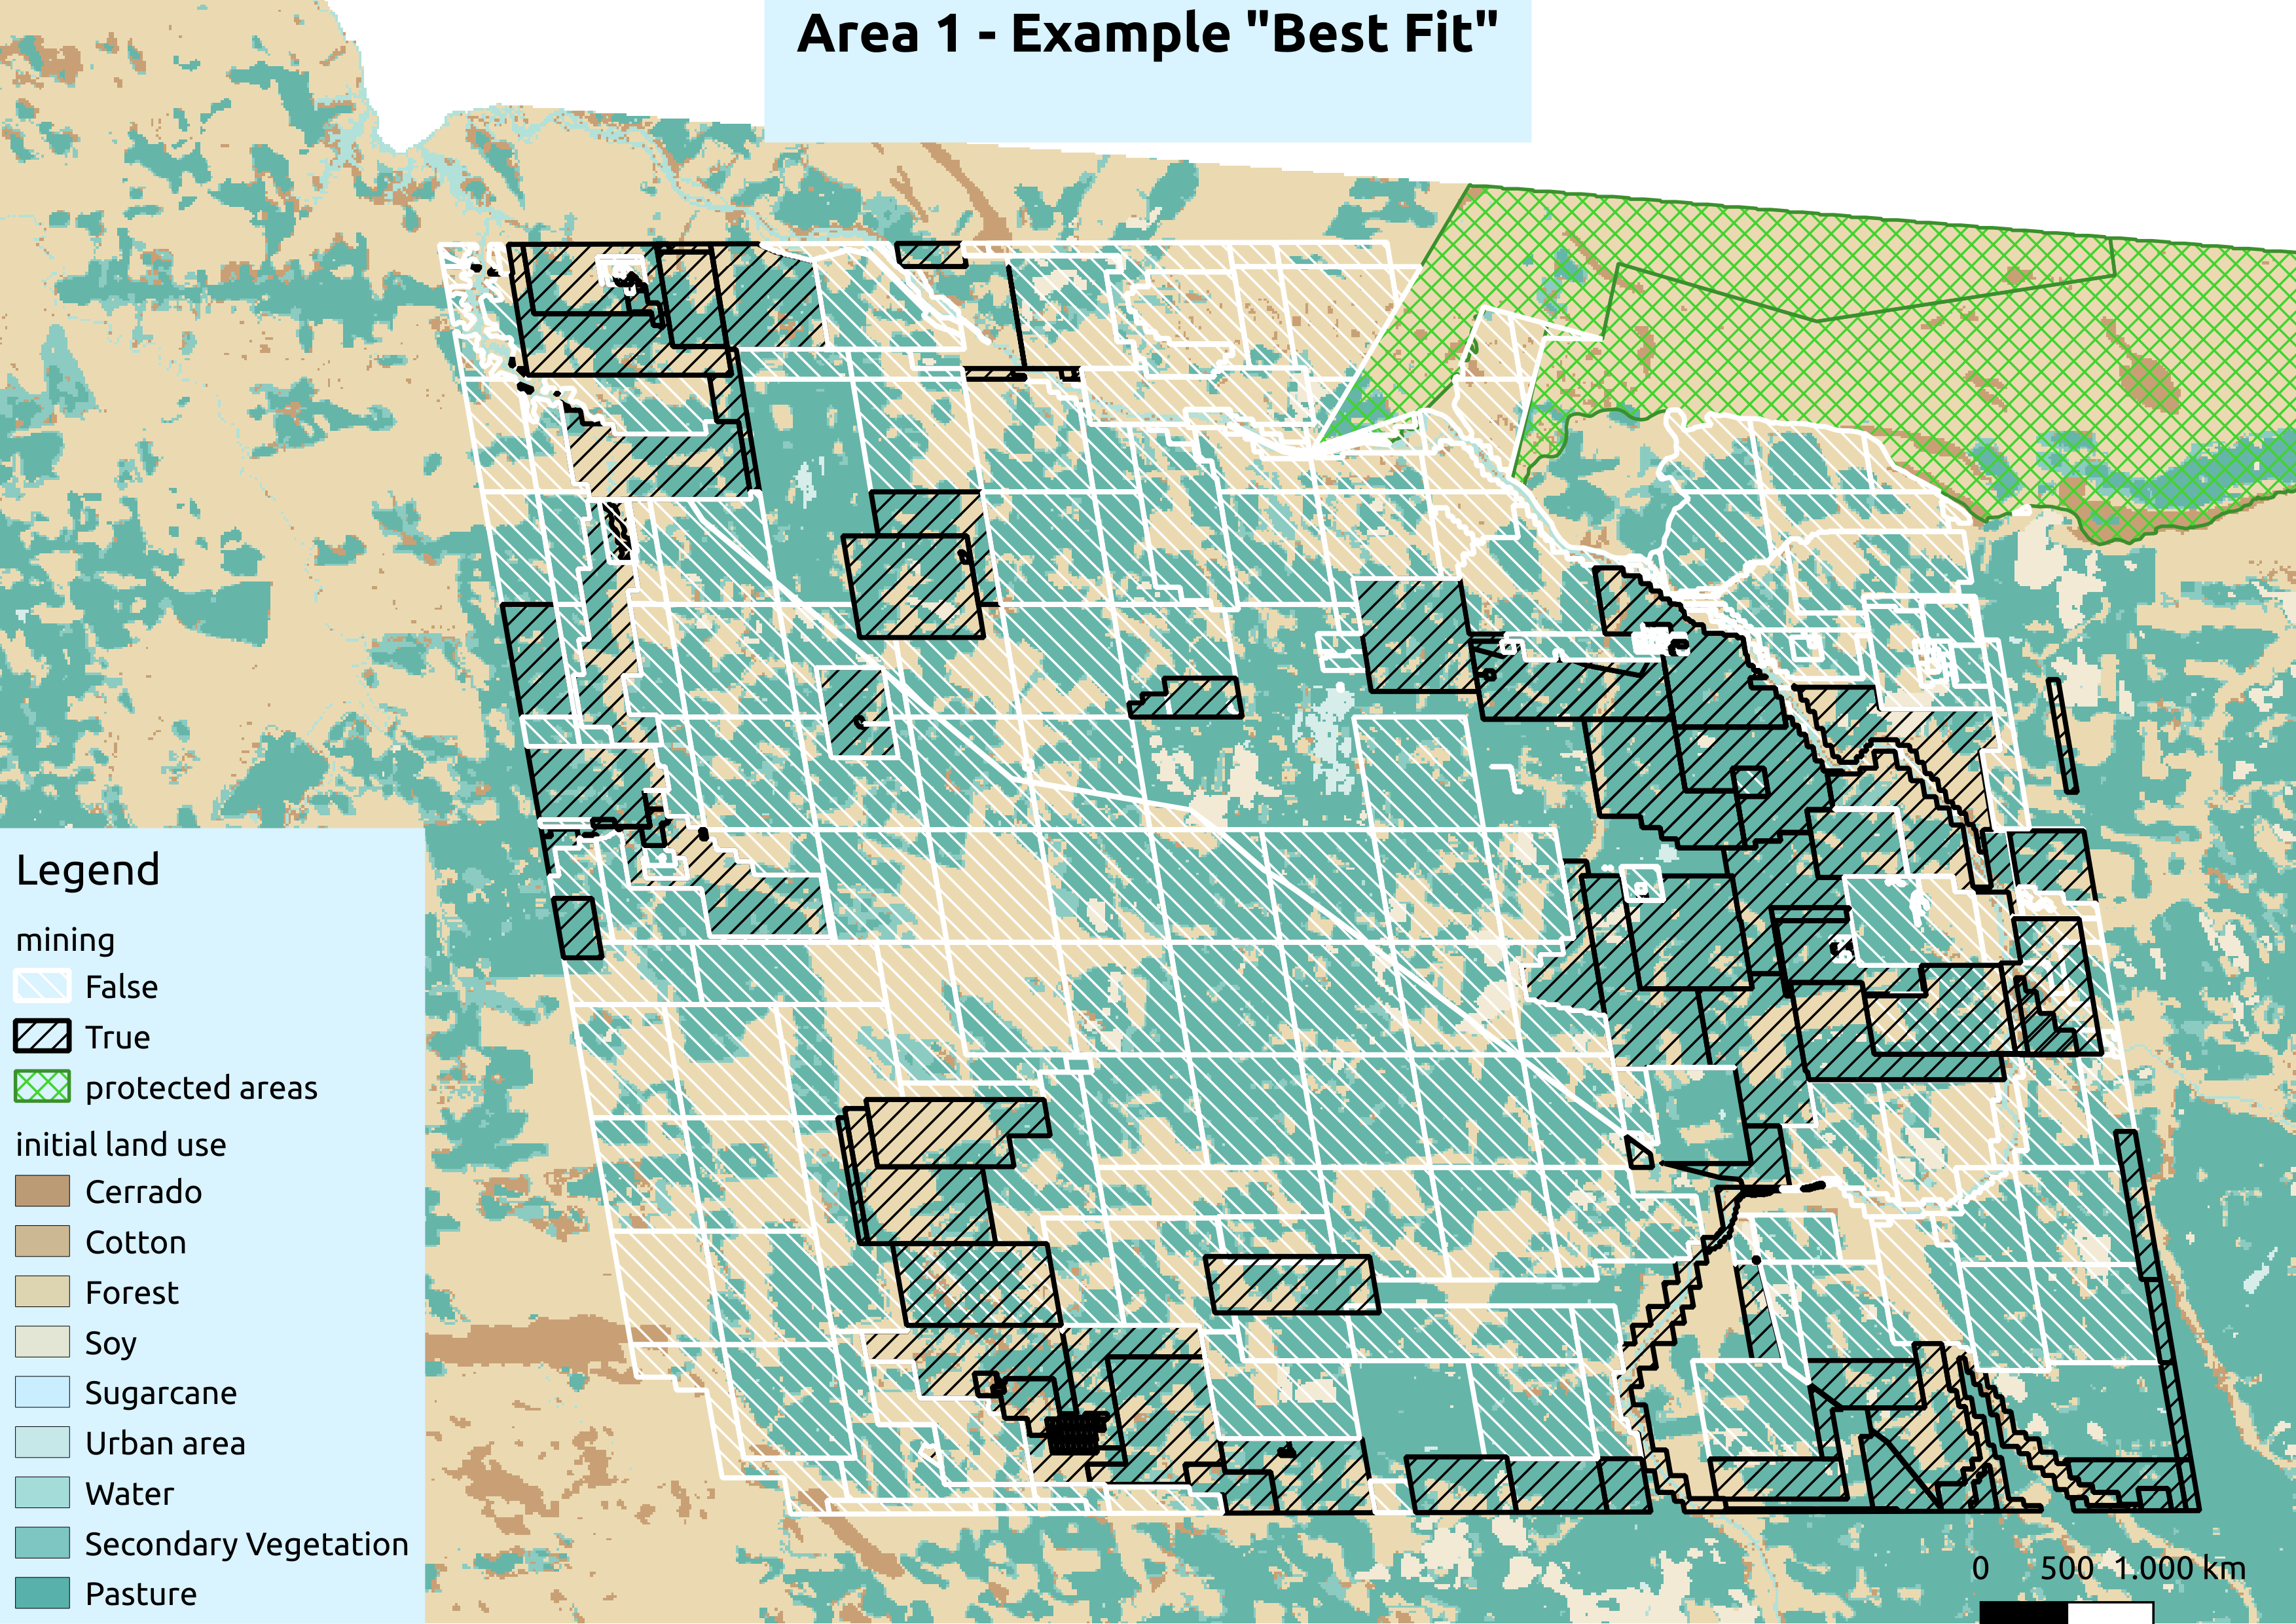 Area 1 - Example "Best Fit"
Legend
mining
False
True
protected areas
initial land use
Cerrado
Cotton
Forest
Soy
Sugarcane
Urban area
Water
Secondary Vegetation
Pasture
0 500 1.000 km